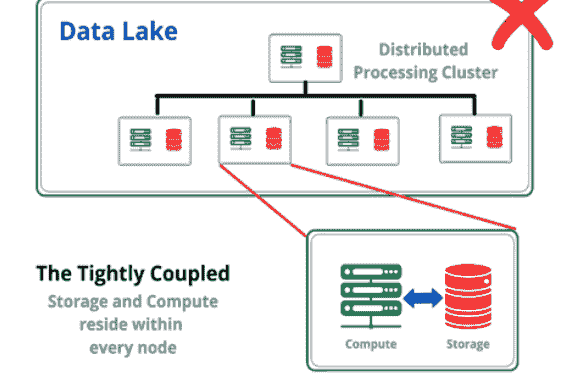 Data Lake
Distributed
Processing Cluster
The Tightly Coupled
Storage and Compute
reside within
every node
Compute
Storage